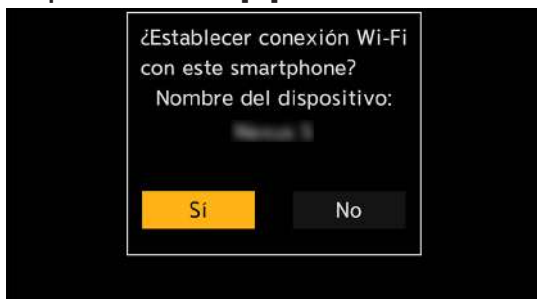 ¿Establecer conexión Wi-Fi
con este smartphone?
Nombre del dispositivo:
Sí
No